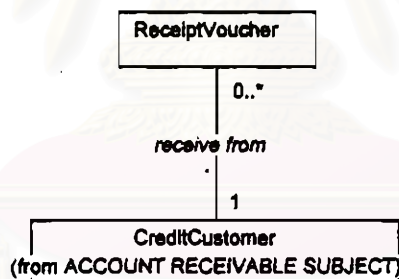 ReceiptVoucher
0..*
receive from
1
CreditCustomer
(from ACCOUNT RECEIVABLE SUBJECT)